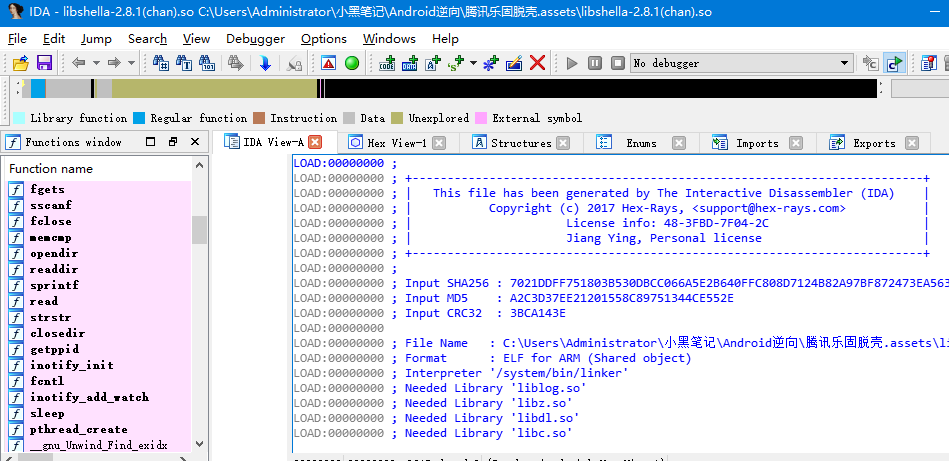 IDA - libshella-2.8.1(chan).so C:\Users\Administrator\小黑笔记\Android逆向\腾讯乐固脱壳.assets\libshella-2.8.1(chan).so
File Edit Jump Search View Debugger Options Windows Help
No debugger
Library function Regular function Instruction Data Unexplored External symbol
Functions window IDA View-A Hex View-1 Structures Enums Imports Exports
Function name
fgets
sscanf
fclose
memcmp
opendir
readdir
sprintf
read
strstr
closedir
getppid
inotify_init
fcntl
inotify_add_watch
sleep
pthread_create
__gnu_Unwind_Find_exidx
LOAD:00000000 ;
LOAD:00000000 ; +-------------------------------------------------------------------------+
LOAD:00000000 ; | This file has been generated by The Interactive Disassembler (IDA) |
LOAD:00000000 ; | Copyright (c) 2017 Hex-Rays, <support@hex-rays.com> |
LOAD:00000000 ; | License info: 48-3FBD-7F04-2C |
LOAD:00000000 ; | Jiang Ying, Personal license |
LOAD:00000000 ; +-------------------------------------------------------------------------+
LOAD:00000000 ;
LOAD:00000000 ; Input SHA256 : 7021DDFF751803B530DBCC066A5E2B640FFC808D7124B82A97BF872473EA563
LOAD:00000000 ; Input MD5 : A2C3D37EE21201558C89751344CE552E
LOAD:00000000 ; Input CRC32 : 3BCA143E
LOAD:00000000
LOAD:00000000 ; File Name : C:\Users\Administrator\小黑笔记\Android逆向\腾讯乐固脱壳.assets\li
LOAD:00000000 ; Format : ELF for ARM (Shared object)
LOAD:00000000 ; Interpreter '/system/bin/linker'
LOAD:00000000 ; Needed Library 'liblog.so'
LOAD:00000000 ; Needed Library 'libz.so'
LOAD:00000000 ; Needed Library 'libdl.so'
LOAD:00000000 ; Needed Library 'libc.so'
LOAD:00000000